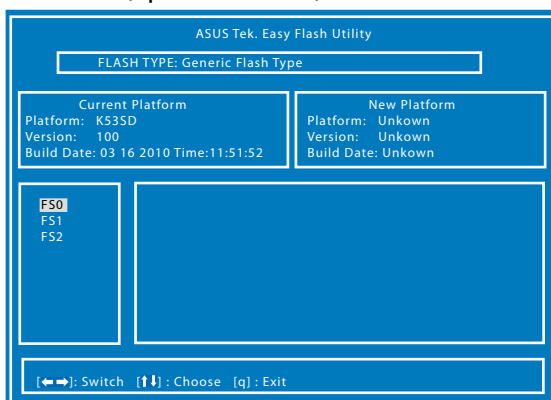 ASUS Tek. Easy Flash Utility
FLASH TYPE: Generic Flash Type
Current Platform
Platform: K53SD
Version: 100
Build Date: 03 16 2010 Time:11:51:52
New Platform
Platform: Unkown
Version: Unkown
Build Date: Unkown
FS0
FS1
FS2
[←→]: Switch [↑↓] : Choose [q] : Exit